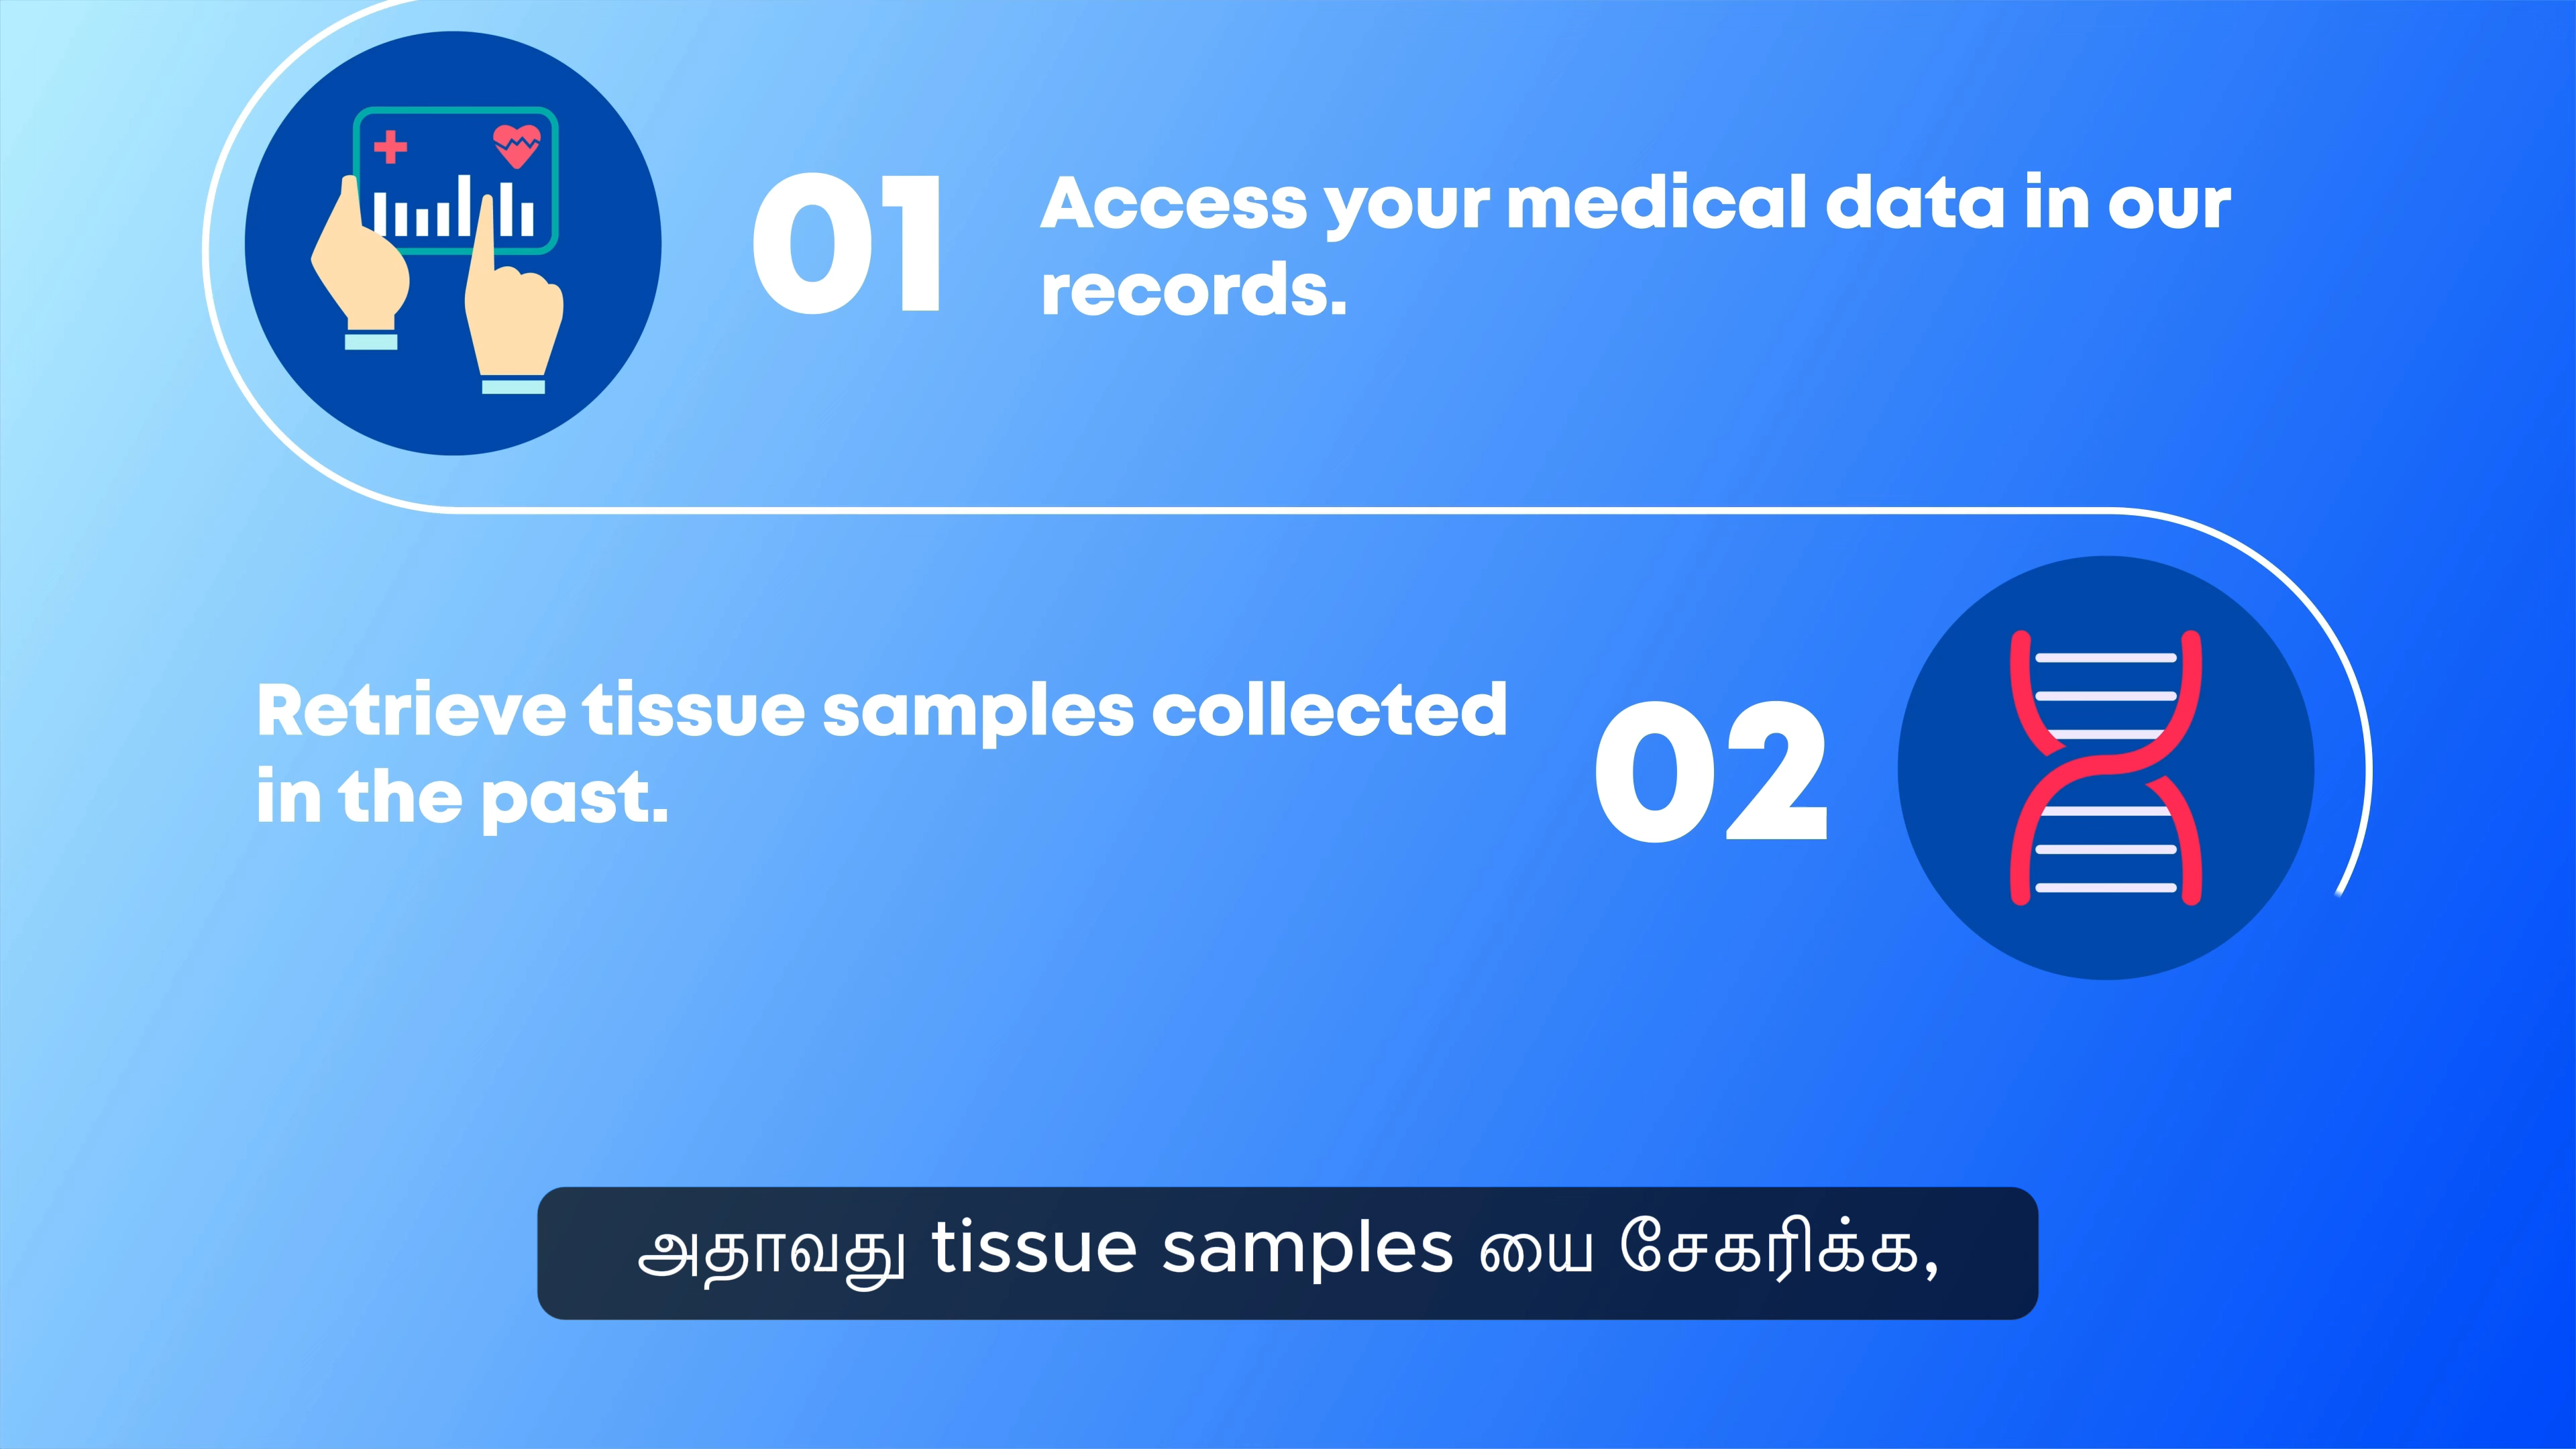 01
Access your medical data in our
records.
Retrieve tissue samples collected
in the past.
02
அதாவது tissue samples யை சேகரிக்க,